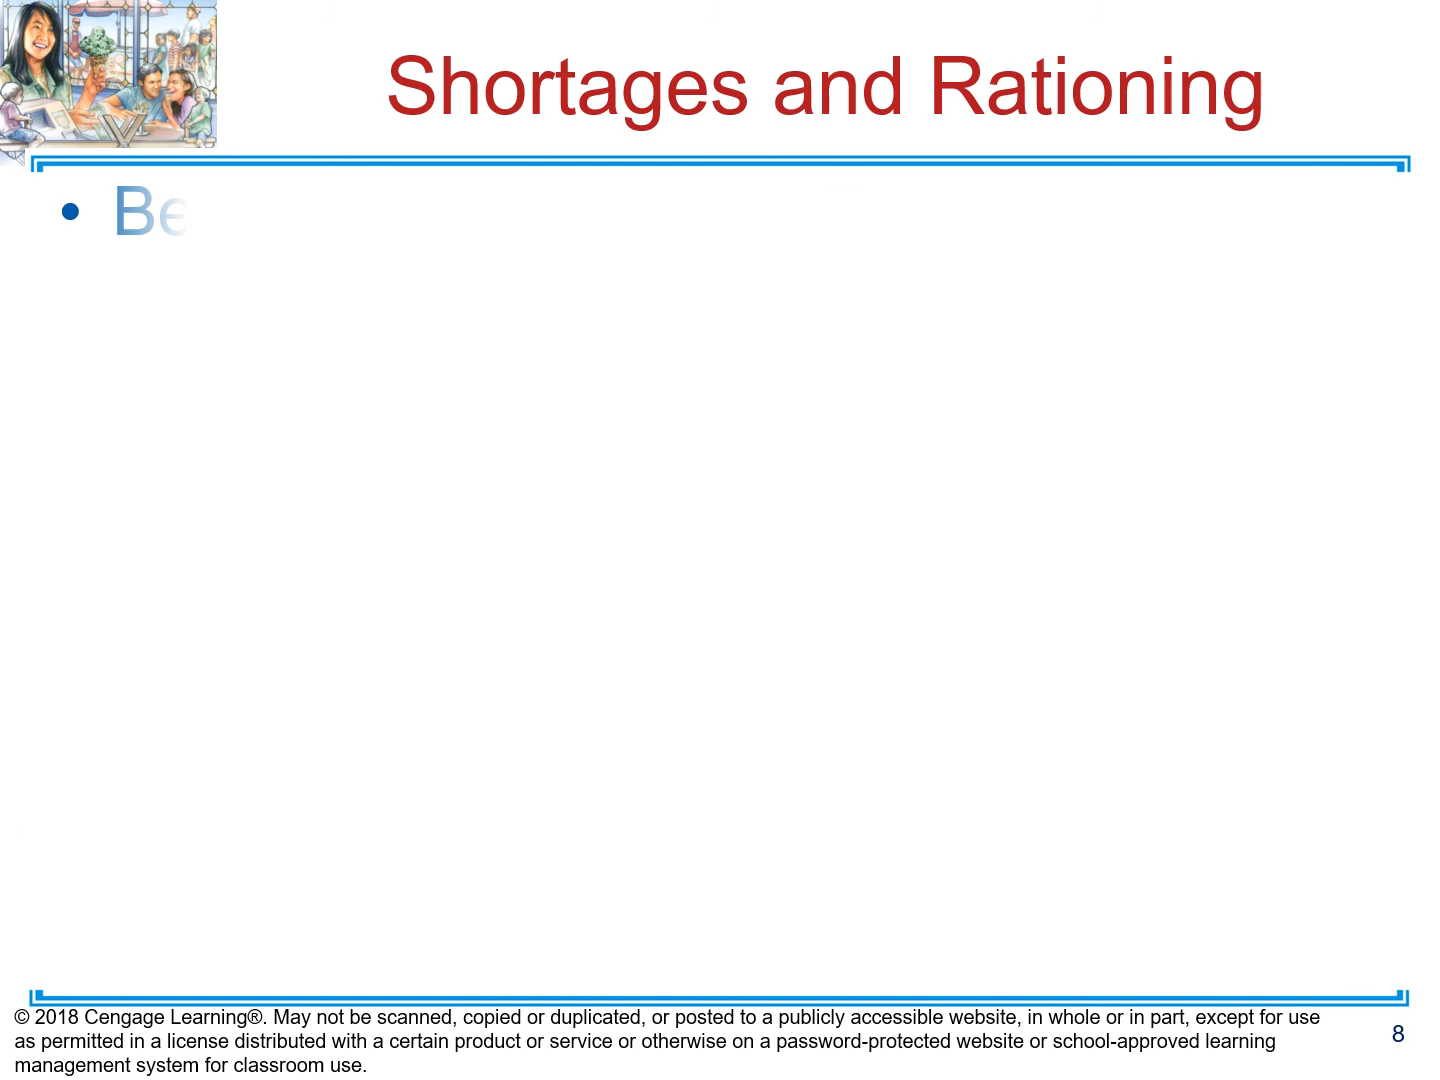 Shortages and Rationing
• Be
© 2018 Cengage Learning®. May not be scanned, copied or duplicated, or posted to a publicly accessible website, in whole or in part, except for use
as permitted in a license distributed with a certain product or service or otherwise on a password-protected website or school-approved learning
management system for classroom use.
8